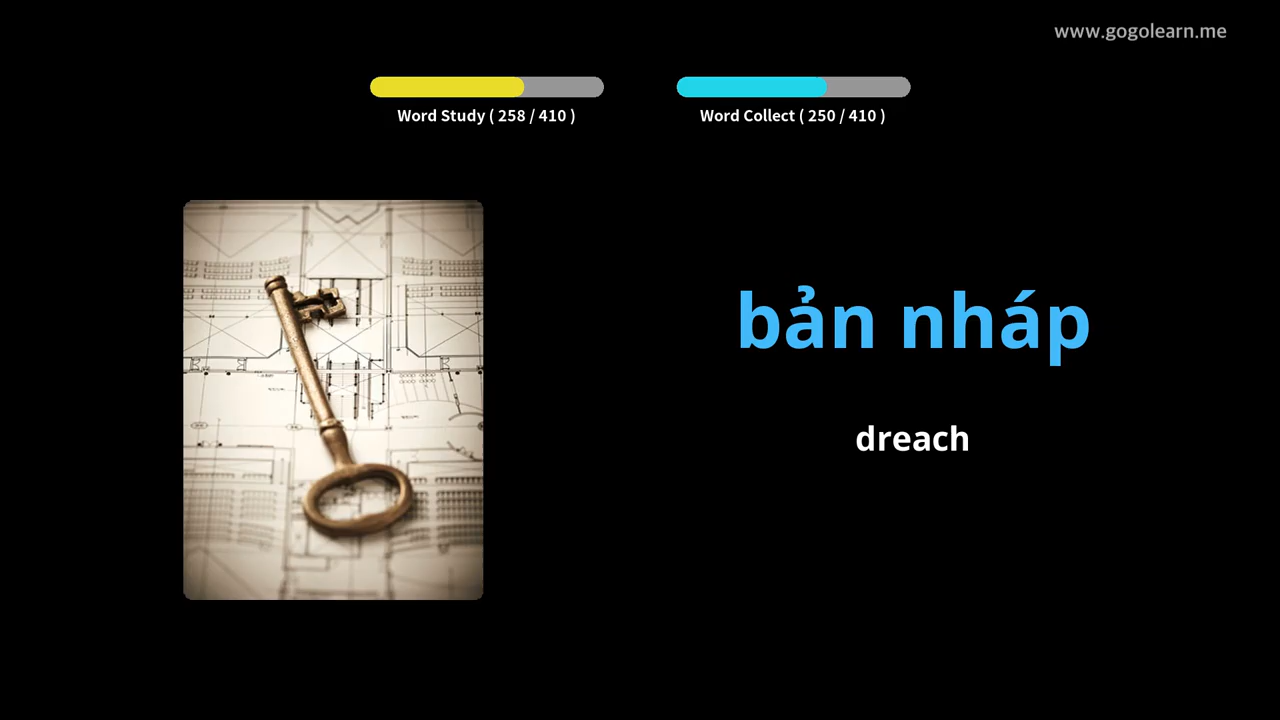 www.gogolearn.me
Word Study ( 258 / 410 )
Word Collect ( 250 / 410 )
bản nháp
dreach